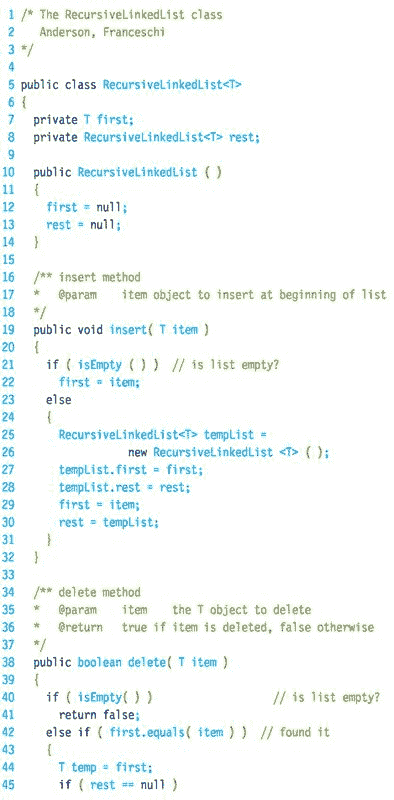 1 /* The RecursiveLinkedList class
2    Anderson, Franceschi
3 */
4
5 public class RecursiveLinkedList<T>
6 {
7   private T first;
8   private RecursiveLinkedList<T> rest;
9
10   public RecursiveLinkedList ( )
11   {
12     first = null;
13     rest = null;
14   }
15
16   /** insert method
17   *   @param    item object to insert at beginning of list
18   */
19   public void insert( T item )
20   {
21     if ( isEmpty ( ) )  // is list empty?
22       first = item;
23     else
24     {
25       RecursiveLinkedList<T> tempList =
26                 new RecursiveLinkedList <T> ( );
27       tempList.first = first;
28       tempList.rest = rest;
29       first = item;
30       rest = tempList;
31     }
32   }
33
34   /** delete method
35   *   @param    item    the T object to delete
36   *   @return   true if item is deleted, false otherwise
37   */
38   public boolean delete( T item )
39   {
40     if ( isEmpty( ) )                  // is list empty?
41       return false;
42     else if ( first.equals( item ) )  // found it
43     {
44       T temp = first;
45       if ( rest == null )